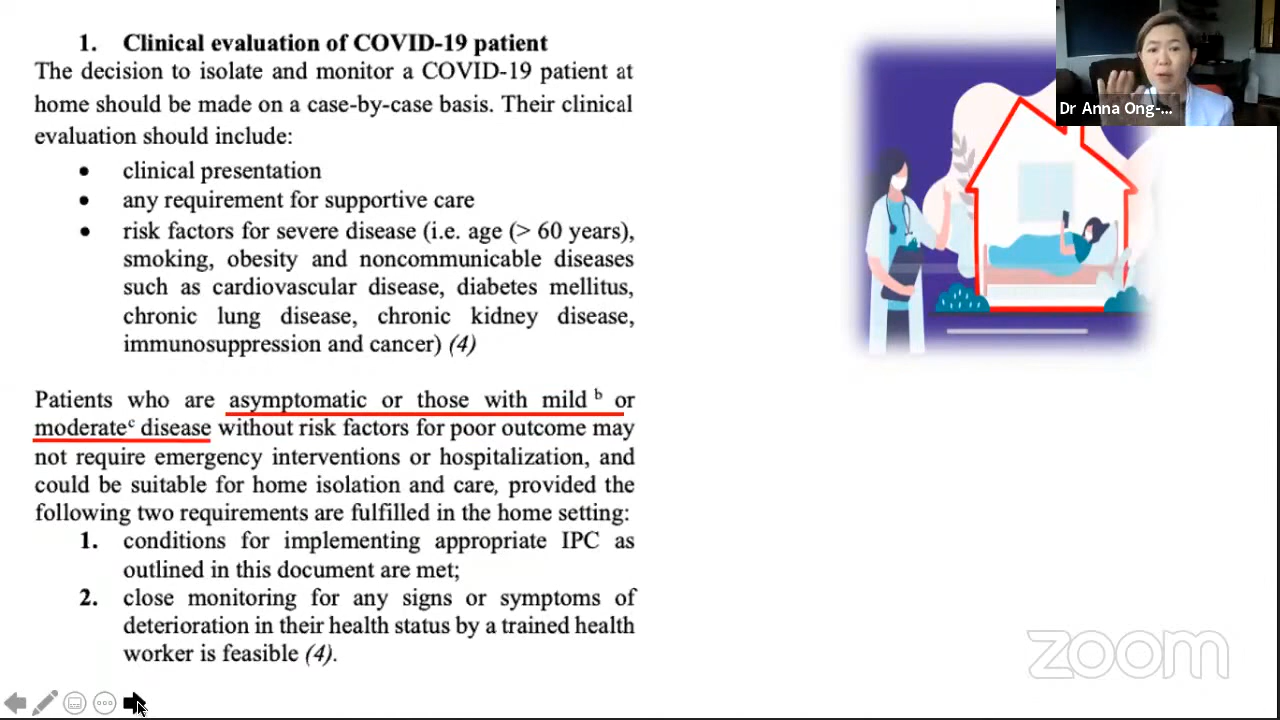 1. Clinical evaluation of COVID-19 patient
The decision to isolate and monitor a COVID-19 patient at
home should be made on a case-by-case basis. Their clinical
evaluation should include:
• clinical presentation
• any requirement for supportive care
• risk factors for severe disease (i.e. age (> 60 years),
smoking, obesity and noncommunicable diseases
such as cardiovascular disease, diabetes mellitus,
chronic lung disease, chronic kidney disease,
immunosuppression and cancer) (4)
Patients who are asymptomatic or those with mild ᵇ or
moderateᶜ disease without risk factors for poor outcome may
not require emergency interventions or hospitalization, and
could be suitable for home isolation and care, provided the
following two requirements are fulfilled in the home setting:
1. conditions for implementing appropriate IPC as
outlined in this document are met;
2. close monitoring for any signs or symptoms of
deterioration in their health status by a trained health
worker is feasible (4).
Dr Anna Ong-...
zoom